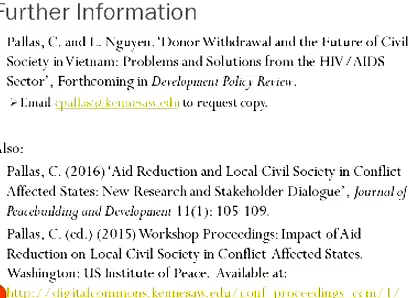 Further Information
Pallas, C. and L. Nguyen. ‘Donor Withdrawal and the Future of Civil
Society in Vietnam: Problems and Solutions from the HIV/AIDS
Sector’, Forthcoming in Development Policy Review.
➢Email cpallas@kennesaw.edu to request copy.
Also:
Pallas, C. (2016) ‘Aid Reduction and Local Civil Society in Conflict
Affected States: New Research and Stakeholder Dialogue’, Journal of
Peacebuilding and Development 11(1): 105-109.
Pallas, C. (ed.) (2015) Workshop Proceedings: Impact of Aid
Reduction on Local Civil Society in Conflict-Affected States.
Washington: US Institute of Peace. Available at:
http://digitalcommons.kennesaw.edu/conf_proceedings_ccm/1/